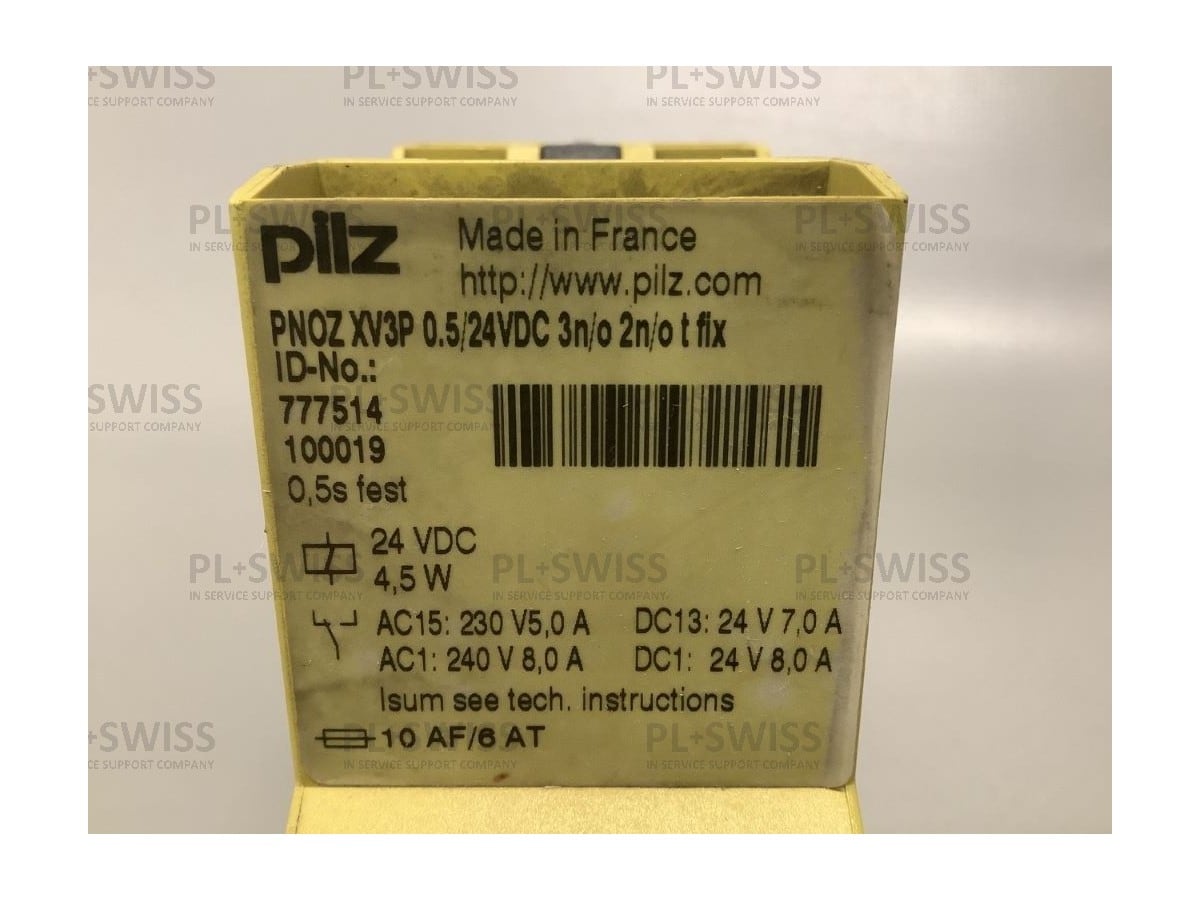 PL+SWISS PL+SWISS PL+SWISS
IN SERVICE SUPPORT COMPANY IN SERVICE SUPPORT COMPANY IN SERVICE SUPPORT COMPANY
pilz
Made in France
http://www.pilz.com
PNOZ XV3P 0.5/24VDC 3n/o 2n/o t fix
ID-No.:
777514
100019
0,5s fest
24 VDC
4,5 W
AC15: 230 V5,0 A DC13: 24 V 7,0 A
AC1: 240 V 8,0 A DC1: 24 V 8,0 A
Isum see tech. instructions
10 AF/6 AT